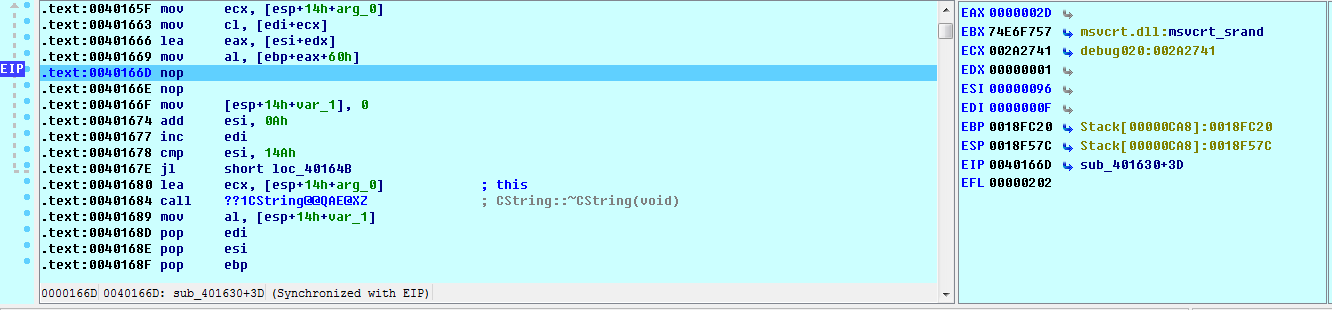 .text:0040165F mov ecx, [esp+14h+arg_0]
.text:00401663 mov cl, [edi+ecx]
.text:00401666 lea eax, [esi+edx]
.text:00401669 mov al, [ebp+eax+60h]
EIP .text:0040166D nop
.text:0040166E nop
.text:0040166F mov [esp+14h+var_1], 0
.text:00401674 add esi, 0Ah
.text:00401677 inc edi
.text:00401678 cmp esi, 14Ah
.text:0040167E jl short loc_40164B
.text:00401680 lea ecx, [esp+14h+arg_0] ; this
.text:00401684 call ??1CString@@QAE@XZ ; CString::~CString(void)
.text:00401689 mov al, [esp+14h+var_1]
.text:0040168D pop edi
.text:0040168E pop esi
.text:0040168F pop ebp
0000166D 0040166D: sub_401630+3D (Synchronized with EIP)
EAX 0000002D
EBX 74E6F757 msvcrt.dll:msvcrt_srand
ECX 002A2741 debug020:002A2741
EDX 00000001
ESI 00000096
EDI 0000000F
EBP 0018FC20 Stack[00000CA8]:0018FC20
ESP 0018F57C Stack[00000CA8]:0018F57C
EIP 0040166D sub_401630+3D
EFL 00000202